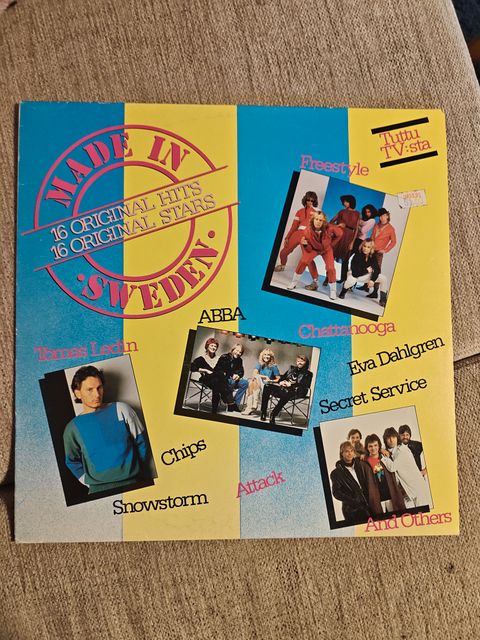 MADE IN
16 ORIGINAL HITS
16 ORIGINAL STARS
· SWEDEN ·
Tuttu
TV:sta
Freestyle
ABBA
Chattanooga
Tomas Ledin
Eva Dahlgren
Secret Service
Chips
Attack
Snowstorm
And Others